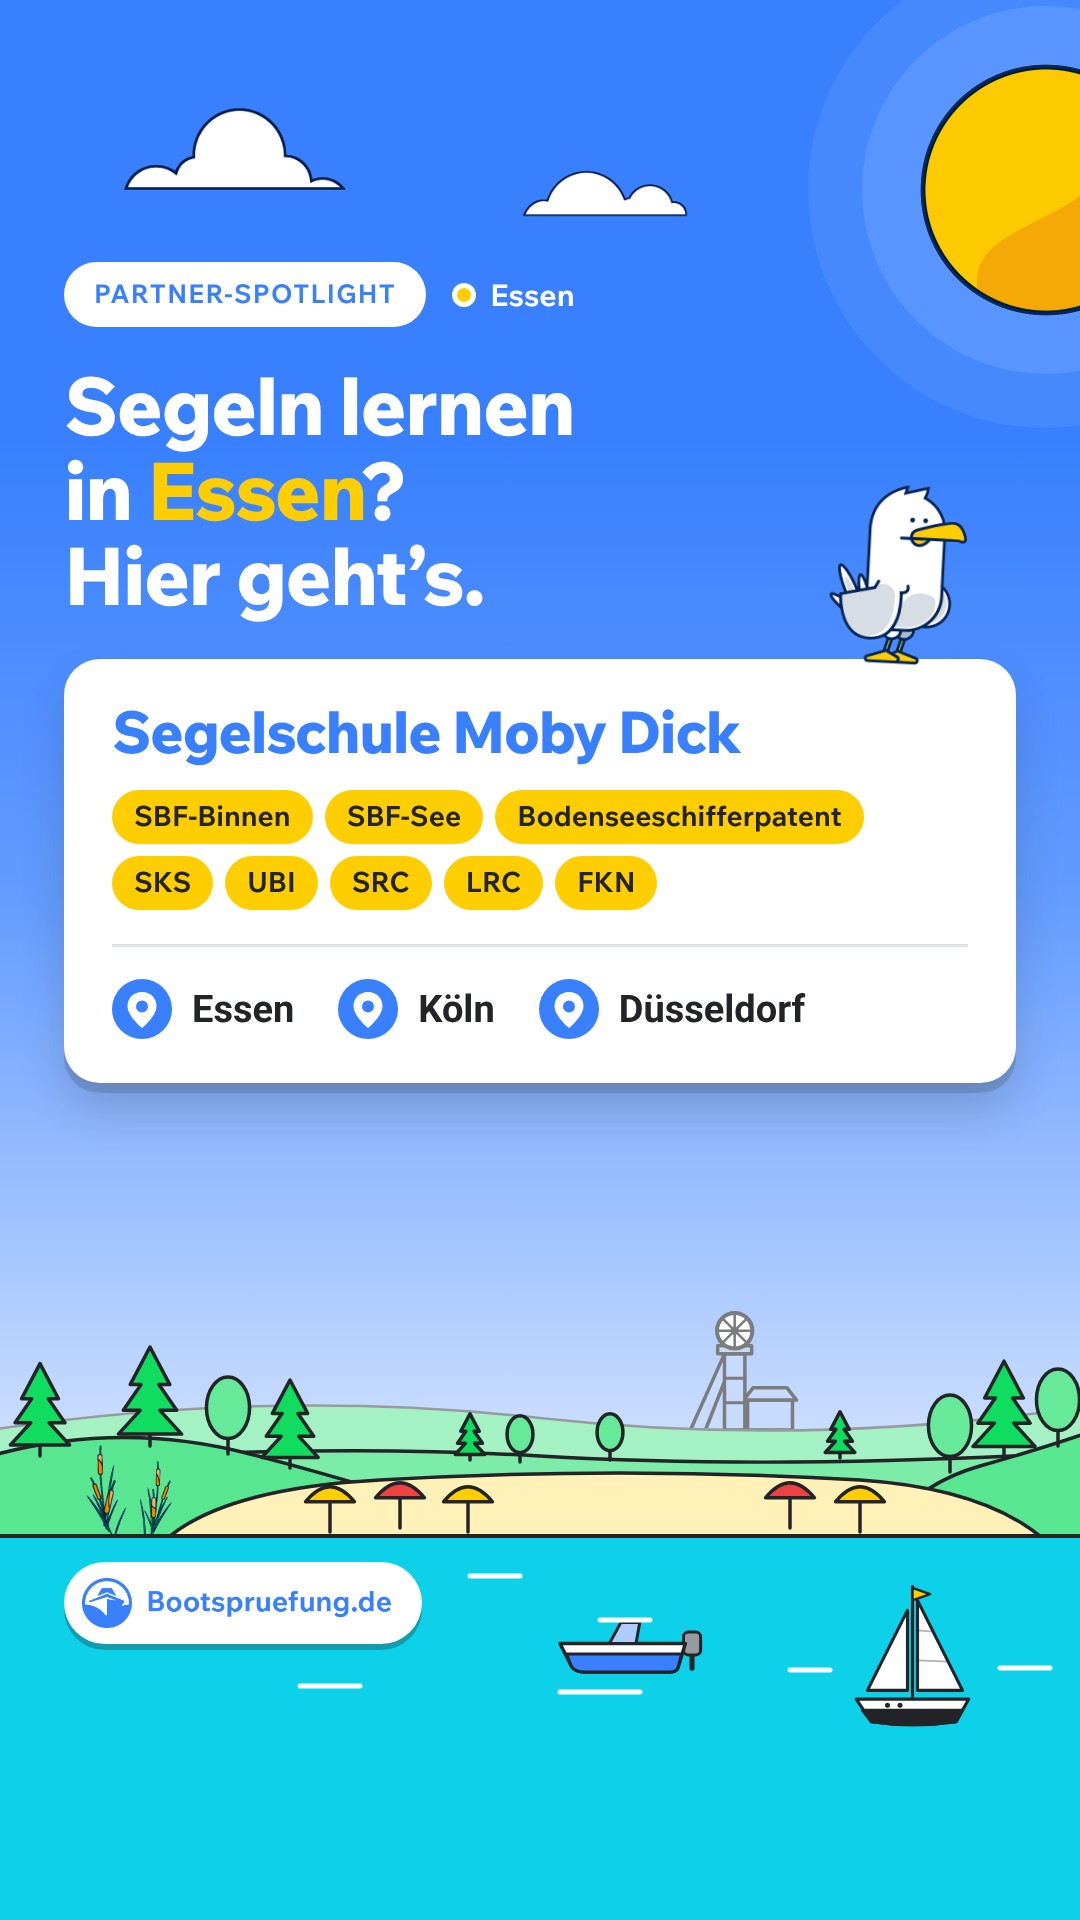 PARTNER-SPOTLIGHT
Essen
Segeln lernen
in Essen?
Hier geht’s.
Segelschule Moby Dick
SBF-Binnen SBF-See Bodenseeschifferpatent
SKS UBI SRC LRC FKN
Essen Köln Düsseldorf
Bootspruefung.de